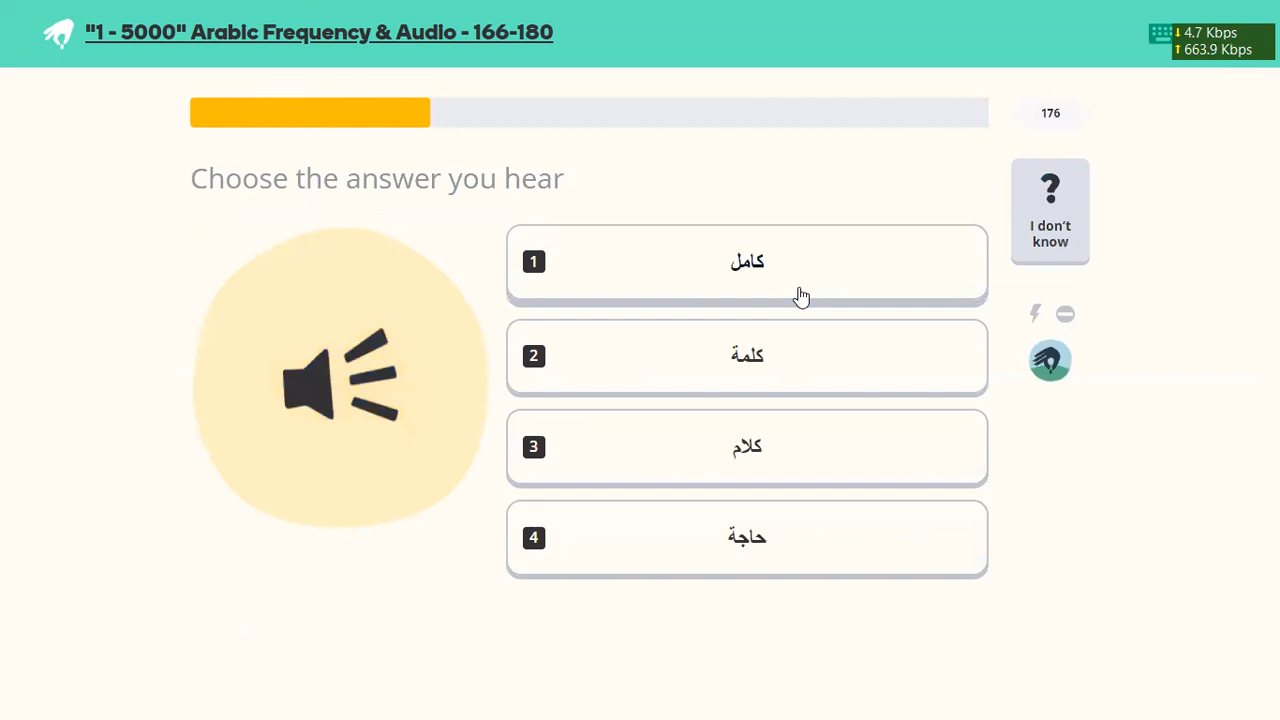 "1 - 5000" Arabic Frequency & Audio - 166-180
↓ 4.7 Kbps
↑ 663.9 Kbps
176
Choose the answer you hear
?
I don't
know
1 كامل
2 كلمة
3 كلام
4 حاجة